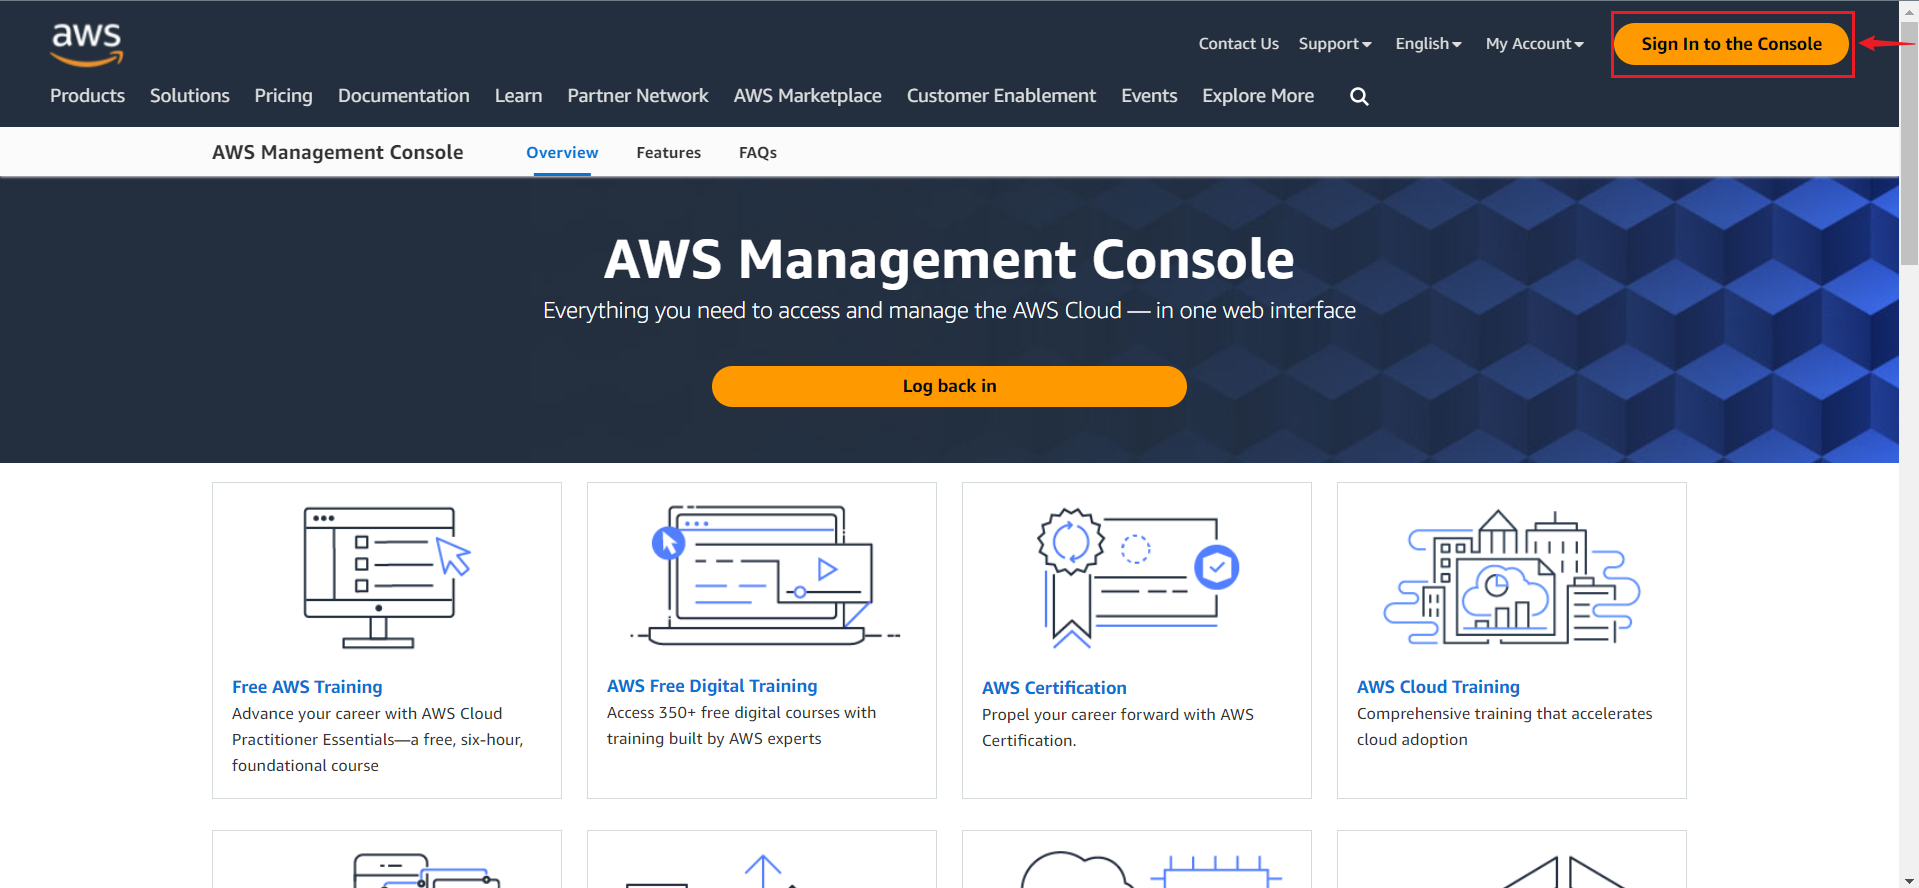 aws
Contact Us Support English My Account Sign In to the Console
Products Solutions Pricing Documentation Learn Partner Network AWS Marketplace Customer Enablement Events Explore More
AWS Management Console Overview Features FAQs
AWS Management Console
Everything you need to access and manage the AWS Cloud — in one web interface
Log back in
Free AWS Training
Advance your career with AWS Cloud
Practitioner Essentials—a free, six-hour,
foundational course
AWS Free Digital Training
Access 350+ free digital courses with
training built by AWS experts
AWS Certification
Propel your career forward with AWS
Certification.
AWS Cloud Training
Comprehensive training that accelerates
cloud adoption